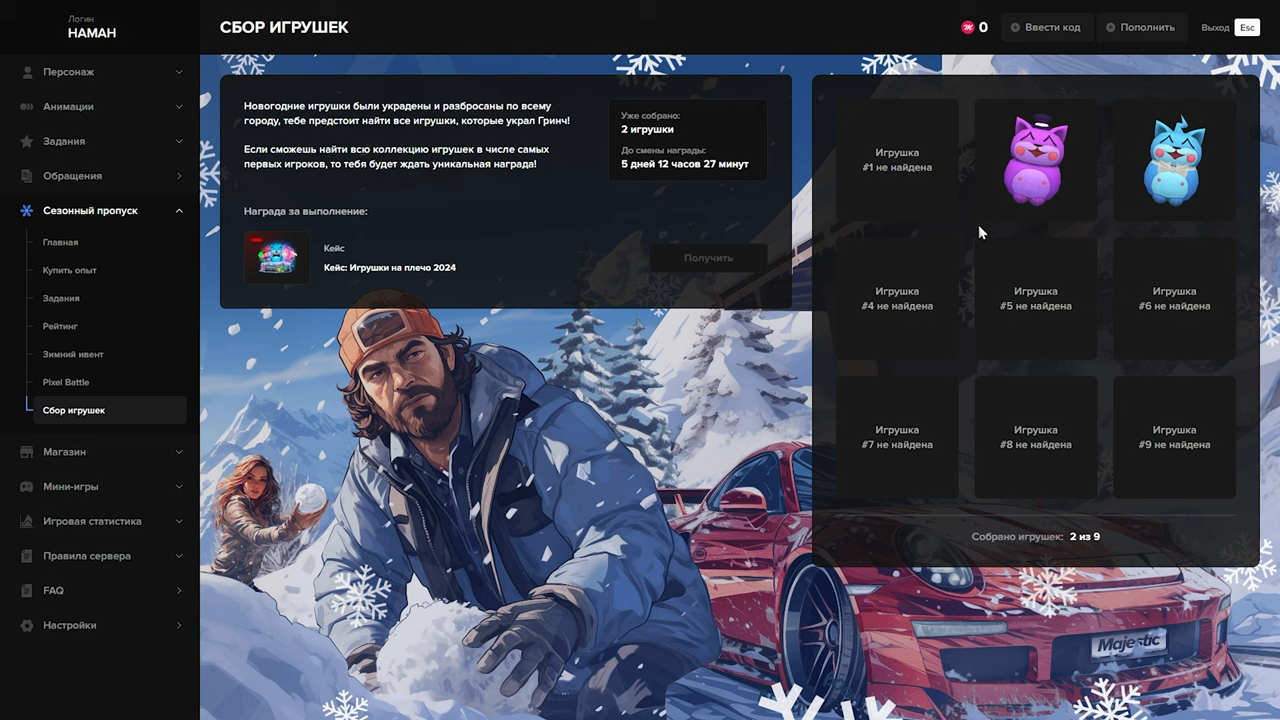 Логин
НАМАН
СБОР ИГРУШЕК
0
Ввести код
Пополнить
Выход
Esc
Персонаж
Анимации
Задания
Обращения
Сезонный пропуск
Главная
Купить опыт
Задания
Рейтинг
Зимний ивент
Pixel Battle
Сбор игрушек
Магазин
Мини-игры
Игровая статистика
Правила сервера
FAQ
Настройки
Новогодние игрушки были украдены и разбросаны по всему
городу, тебе предстоит найти все игрушки, которые украл Гринч!
Если сможешь найти всю коллекцию игрушек в числе самых
первых игроков, то тебя будет ждать уникальная награда!
Уже собрано:
2 игрушки
До смены награды:
5 дней 12 часов 27 минут
Награда за выполнение:
Кейс
Кейс: Игрушки на плечо 2024
Получить
Игрушка
#1 не найдена
Игрушка
#4 не найдена
Игрушка
#5 не найдена
Игрушка
#6 не найдена
Игрушка
#7 не найдена
Игрушка
#8 не найдена
Игрушка
#9 не найдена
Собрано игрушек: 2 из 9
Majestic